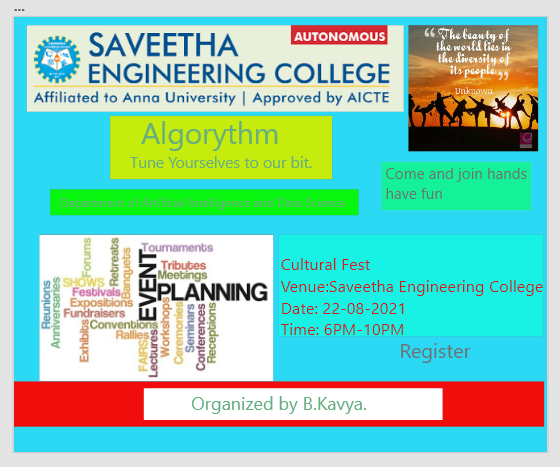 ...
SAVEETHA
AUTONOMOUS
ENGINEERING COLLEGE
Affiliated to Anna University | Approved by AICTE
“The beauty of
the world lies in
the diversity of
its people.”
Unknown
Algorythm
Tune Yourselves to our bit.
Come and join hands
have fun
Department of Artificial Intelligence and Data Science
Reunions
Anniversaries
Forums
SHOWS
Festivals
Expositions
Fundraisers
Exhibits
Retreats
Banquets
Conventions
Rallies
Tournaments
EVENT
PLANNING
Tributes
Meetings
FAIRS
Lectures
Workshops
Ceremonies
Seminars
Conferences
Receptions
Cultural Fest
Venue:Saveetha Engineering College
Date: 22-08-2021
Time: 6PM-10PM
Register
Organized by B.Kavya.